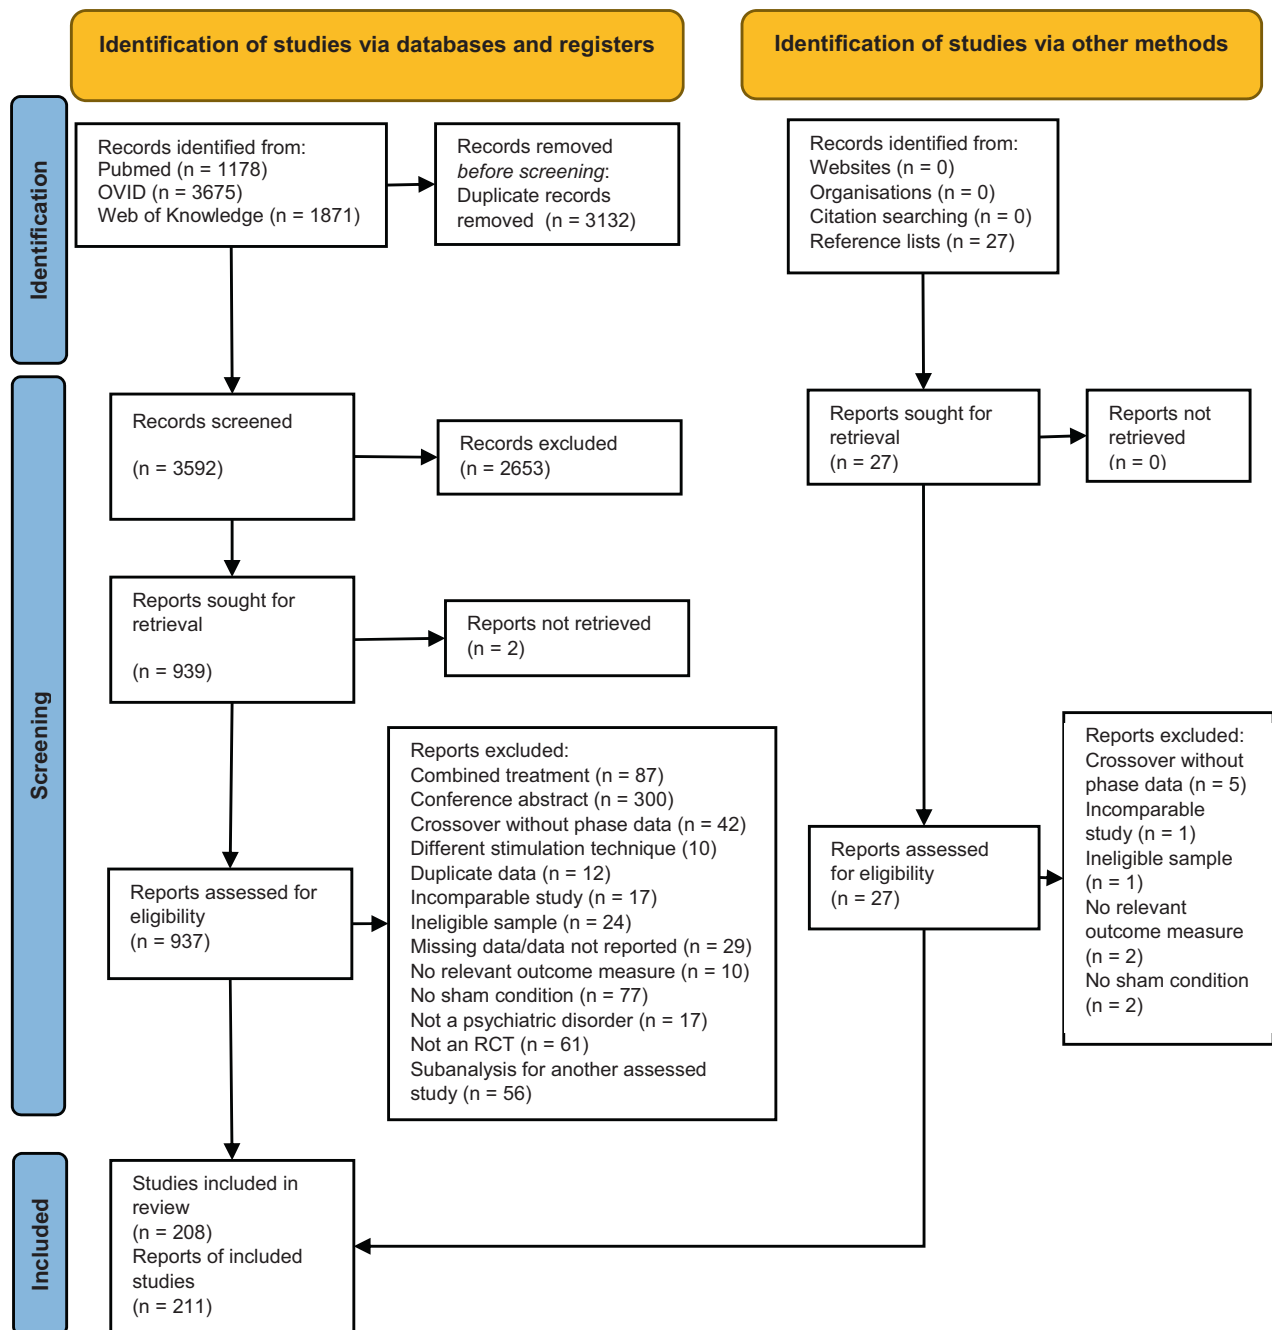 Identification of studies via databases and registers
Identification of studies via other methods
Identification
Records identified from:
Pubmed (n = 1178)
OVID (n = 3675)
Web of Knowledge (n = 1871)
Records removed
before screening:
Duplicate records
removed (n = 3132)
Records identified from:
Websites (n = 0)
Organisations (n = 0)
Citation searching (n = 0)
Reference lists (n = 27)
Screening
Records screened
(n = 3592)
Records excluded
(n = 2653)
Reports sought for
retrieval
(n = 27)
Reports not
retrieved
(n = 0)
Reports sought for
retrieval
(n = 939)
Reports not retrieved
(n = 2)
Reports assessed for
eligibility
(n = 937)
Reports excluded:
Combined treatment (n = 87)
Conference abstract (n = 300)
Crossover without phase data (n = 42)
Different stimulation technique (10)
Duplicate data (n = 12)
Incomparable study (n = 17)
Ineligible sample (n = 24)
Missing data/data not reported (n = 29)
No relevant outcome measure (n = 10)
No sham condition (n = 77)
Not a psychiatric disorder (n = 17)
Not an RCT (n = 61)
Subanalysis for another assessed
study (n = 56)
Reports assessed
for eligibility
(n = 27)
Reports excluded:
Crossover without
phase data (n = 5)
Incomparable
study (n = 1)
Ineligible sample
(n = 1)
No relevant
outcome measure
(n = 2)
No sham condition
(n = 2)
Included
Studies included in
review
(n = 208)
Reports of included
studies
(n = 211)